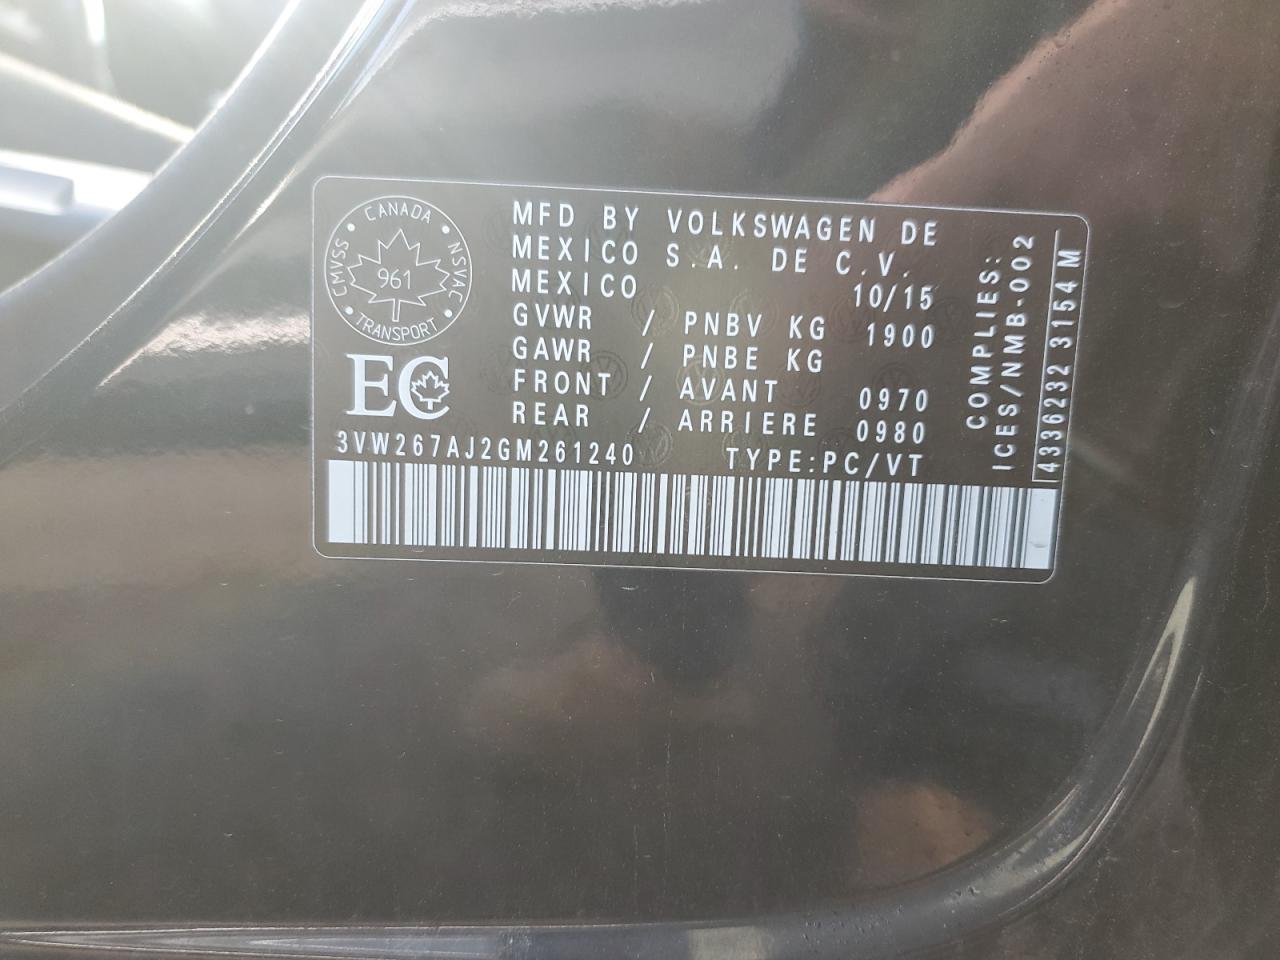 CANADA
CMVSS • NSVAC
961
TRANSPORT
EC
MFD BY VOLKSWAGEN DE
MEXICO S.A. DE C.V.
MEXICO 10/15
GVWR / PNBV KG 1900
GAWR / PNBE KG
FRONT / AVANT 0970
REAR / ARRIERE 0980
3VW267AJ2GM261240 TYPE:PC/VT
COMPLIES:
ICES/NMB-002
4336232 3154 M